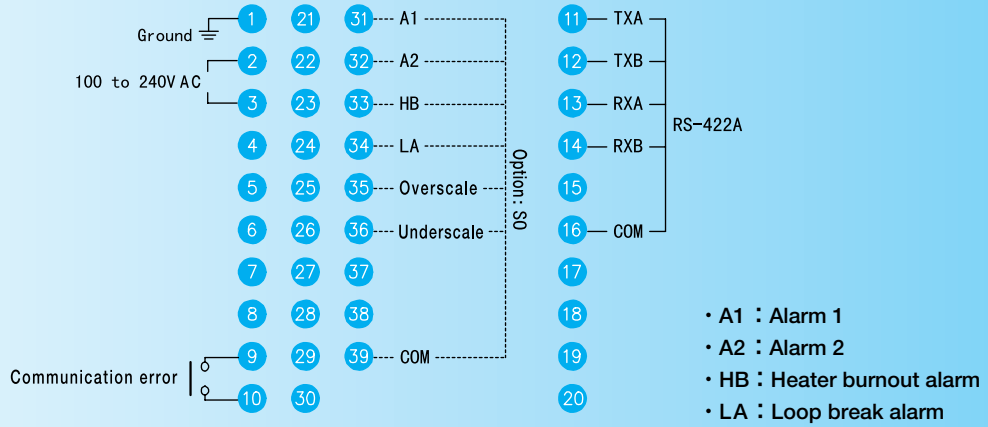 1 21 31 A1 11 TXA
Ground
2 22 32 A2 12 TXB
100 to 240V AC
3 23 33 HB 13 RXA
RS-422A
4 24 34 LA 14 RXB
Option: SO
5 25 35 Overscale 15
6 26 36 Underscale 16 COM
7 27 37 17
8 28 38 18
9 29 39 COM 19
Communication error
10 30 20
・A1：Alarm 1
・A2：Alarm 2
・HB：Heater burnout alarm
・LA：Loop break alarm